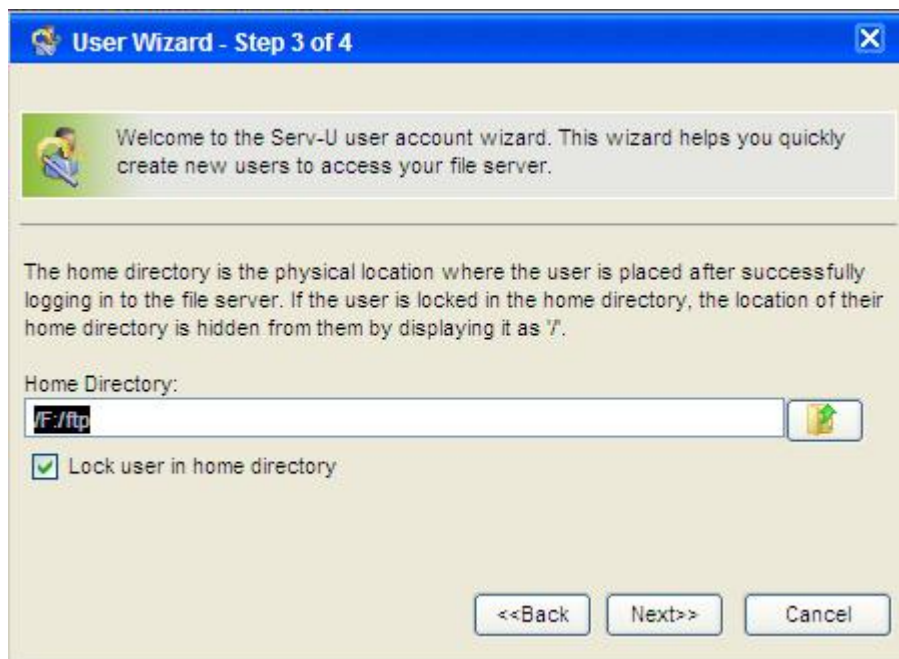 User Wizard - Step 3 of 4
Welcome to the Serv-U user account wizard. This wizard helps you quickly
create new users to access your file server.
The home directory is the physical location where the user is placed after successfully
logging in to the file server. If the user is locked in the home directory, the location of their
home directory is hidden from them by displaying it as '/'.
Home Directory:
/F:/ftp
Lock user in home directory
<<Back Next>> Cancel